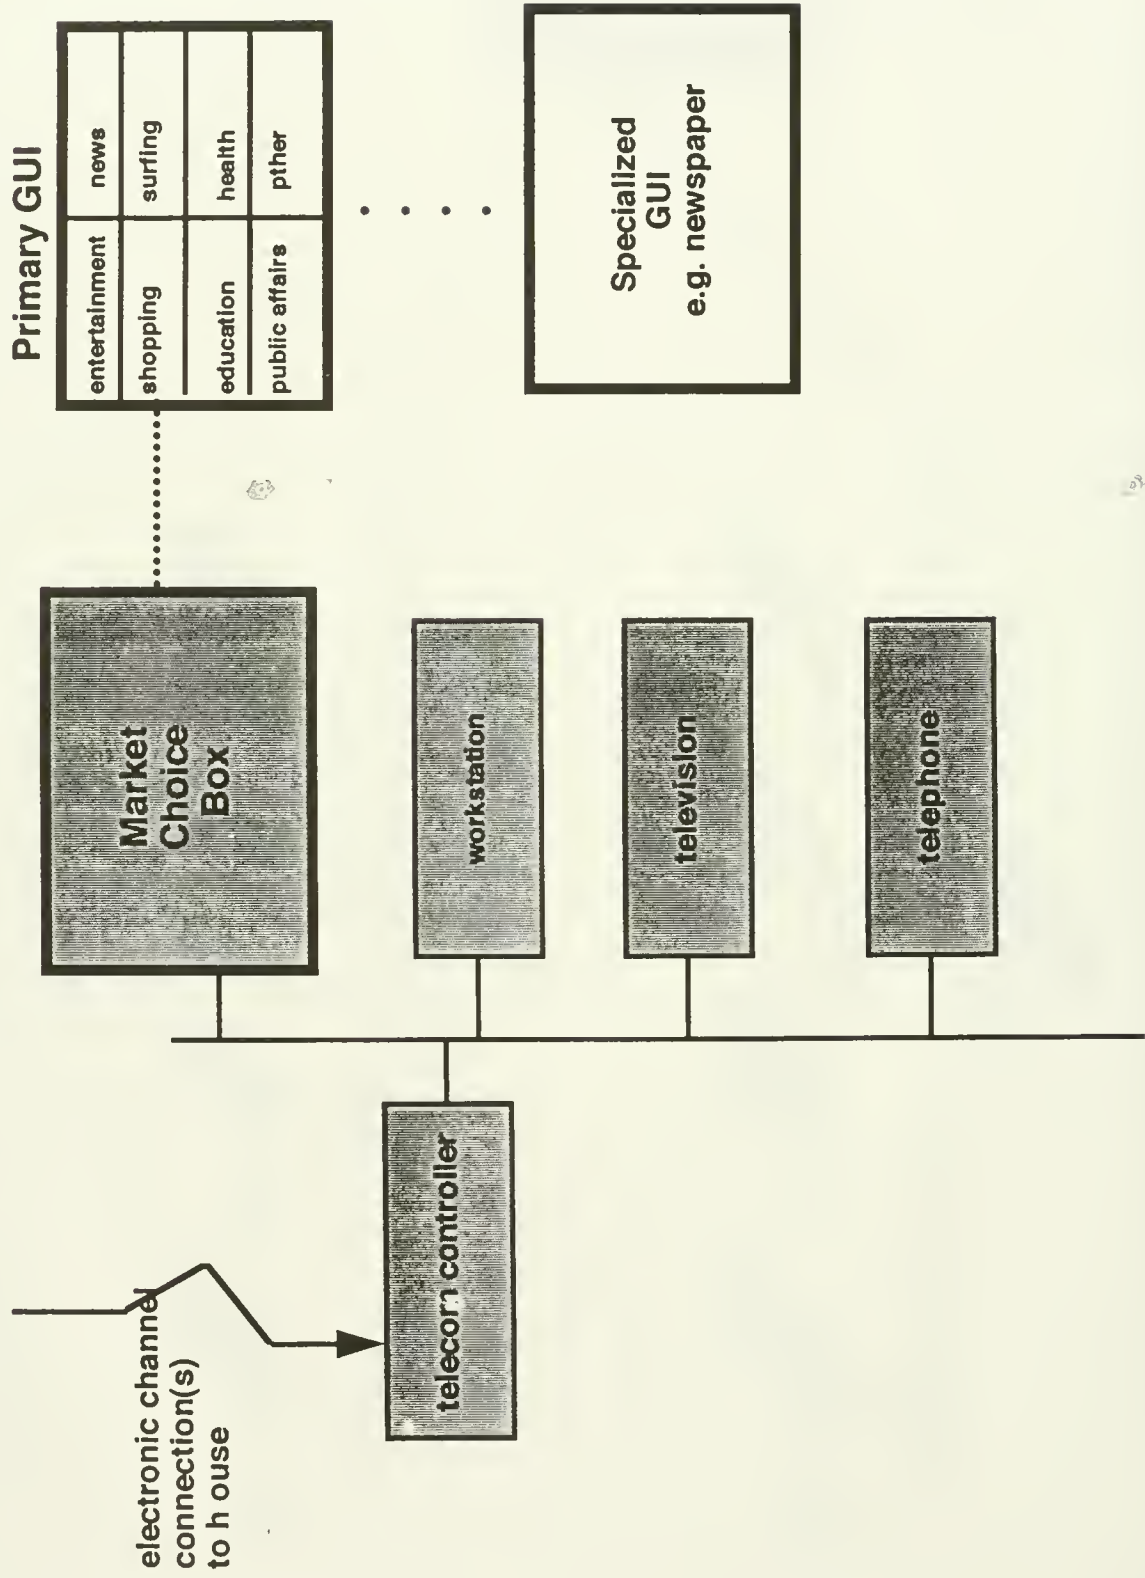 Primary GUI
entertainment news
shopping surfing
education health
public affairs pther
Specialized
GUI
e.g. newspaper
Market
Choice
Box
workstation
television
telephone
telecom controller
electronic channel
connection(s)
to h ouse